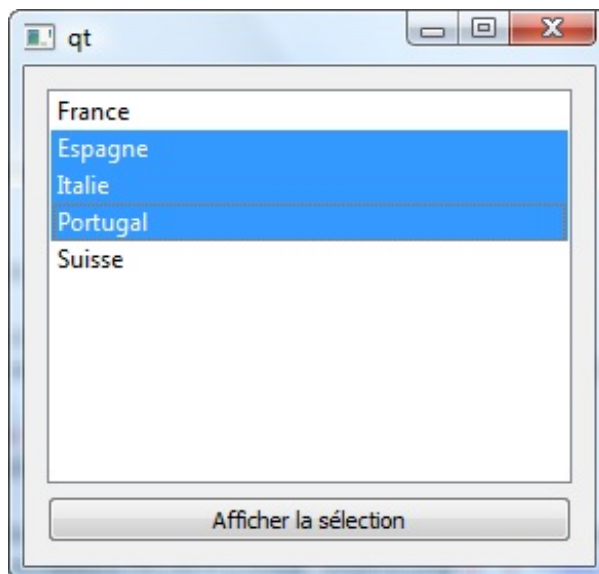 qt
France
Espagne
Italie
Portugal
Suisse
Afficher la sélection